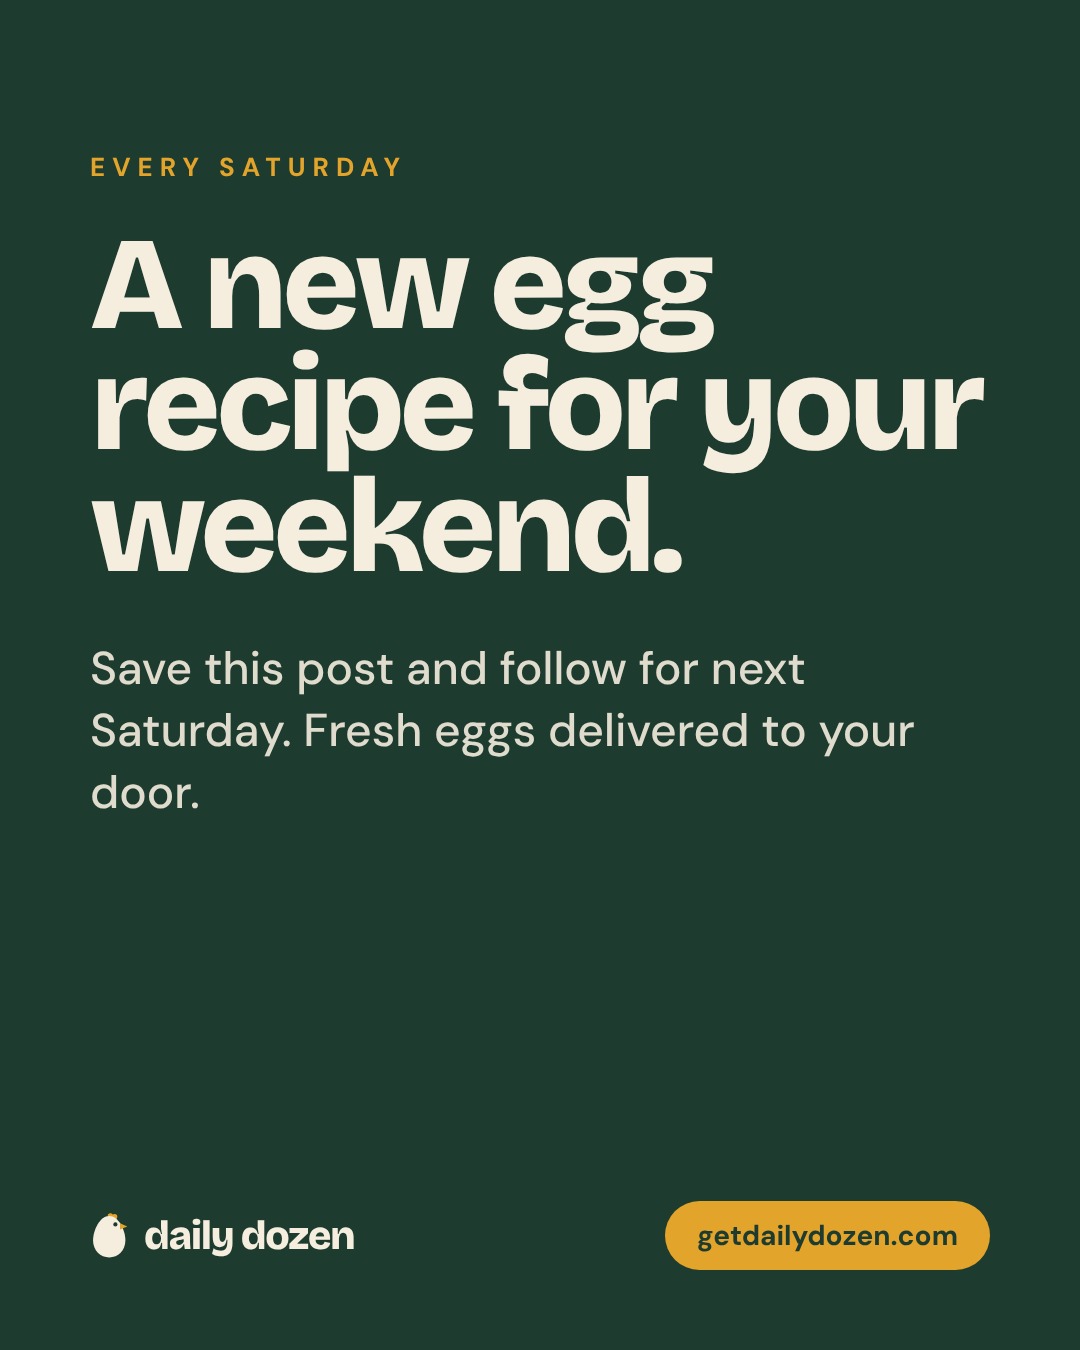 EVERY SATURDAY
A new egg
recipe for your
weekend.
Save this post and follow for next
Saturday. Fresh eggs delivered to your
door.
daily dozen
getdailydozen.com